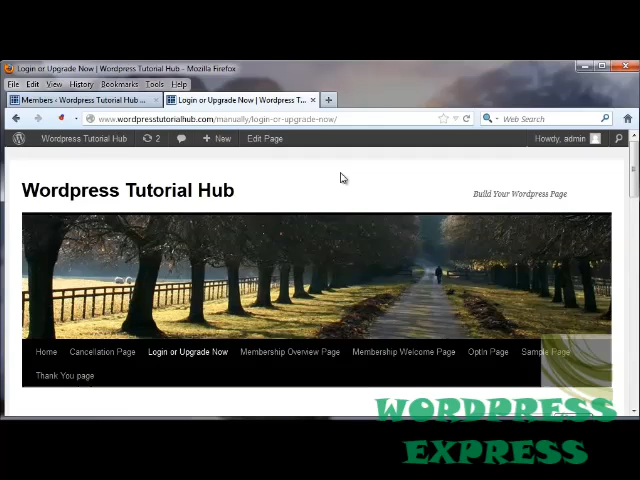 Login or Upgrade Now | Wordpress Tutorial Hub - Mozilla Firefox
File Edit View History Bookmarks Tools Help
Members ‹ Wordpress Tutorial Hub ... Login or Upgrade Now | Wordpress T...
www.wordpresstutorialhub.com/manually/login-or-upgrade-now/ Web Search
Wordpress Tutorial Hub 2 + New Edit Page Howdy, admin
Wordpress Tutorial Hub Build Your Wordpress Page
Home Cancellation Page Login or Upgrade Now Membership Overview Page Membership Welcome Page OptIn Page Sample Page
Thank You page
WORDPRESS
EXPRESS